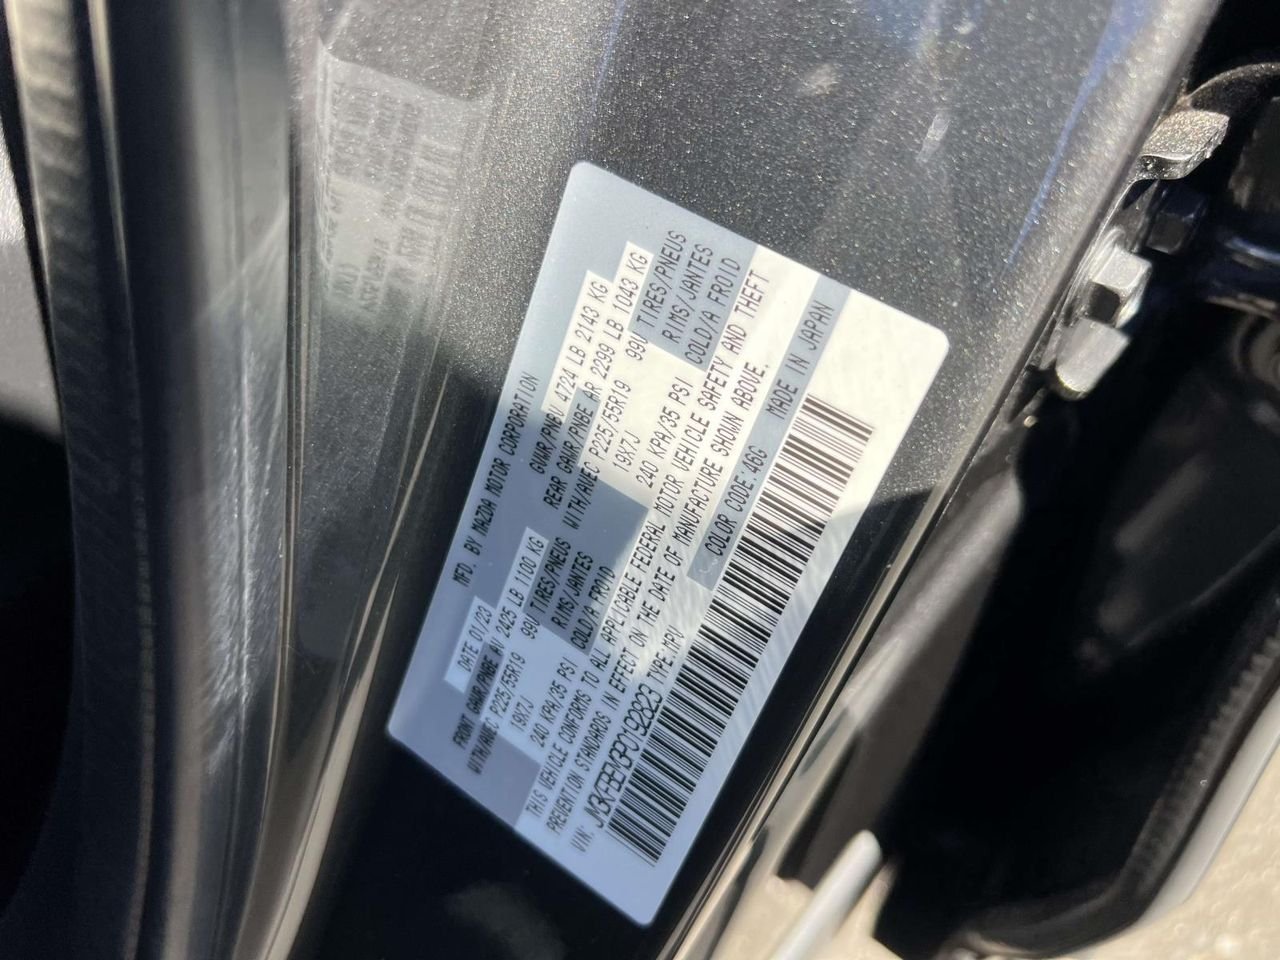 MFD. BY MAZDA MOTOR CORPORATION
DATE 01/23 GVWR/PNBV 4724 LB 2143 KG
FRONT GAWR/PNBE AV 2425 LB 1100 KG REAR GAWR/PNBE AR 2299 LB 1043 KG
WITH/AVEC P225/55R19 99V TIRES/PNEUS WITH/AVEC P225/55R19 99V TIRES/PNEUS
19X7J RIMS/JANTES 19X7J RIMS/JANTES
240 KPA/35 PSI COLD/A FROID 240 KPA/35 PSI COLD/A FROID
THIS VEHICLE CONFORMS TO ALL APPLICABLE FEDERAL MOTOR VEHICLE SAFETY AND THEFT
PREVENTION STANDARDS IN EFFECT ON THE DATE OF MANUFACTURE SHOWN ABOVE.
VIN: JM3KFBEM3P0192823 TYPE:MPV COLOR CODE:46G MADE IN JAPAN